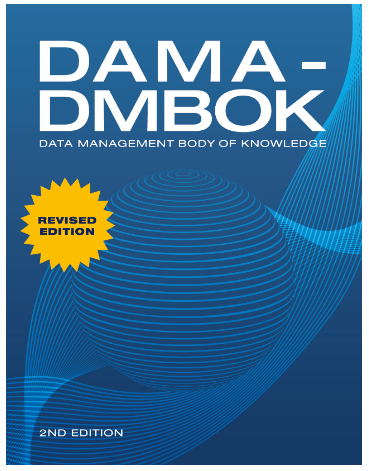 DAMA-
DMBOK
DATA MANAGEMENT BODY OF KNOWLEDGE
REVISED
EDITION
2ND EDITION